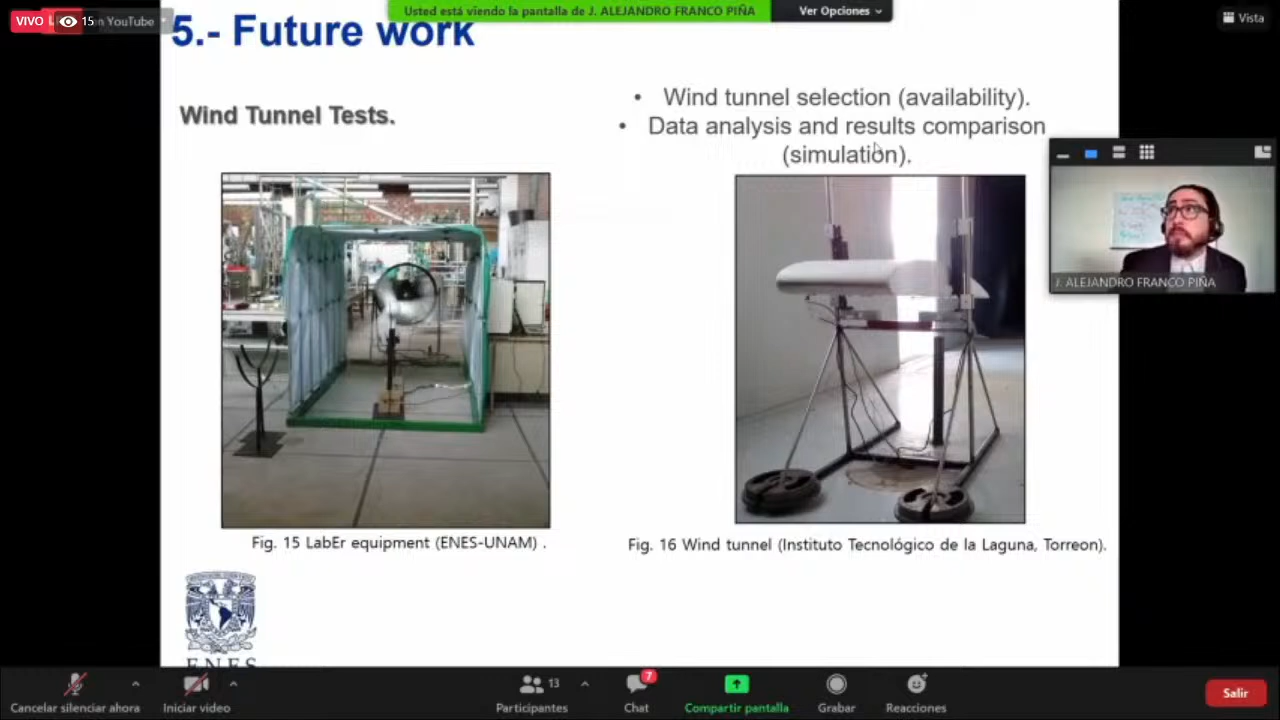 VIVO
15
on YouTube
Usted está viendo la pantalla de J. ALEJANDRO FRANCO PIÑA
Ver Opciones
Vista
5.- Future work
Wind Tunnel Tests.
• Wind tunnel selection (availability).
• Data analysis and results comparison
(simulation).
J. ALEJANDRO FRANCO PIÑA
Fig. 15 LabEr equipment (ENES-UNAM) .
Fig. 16 Wind tunnel (Instituto Tecnológico de la Laguna, Torreon).
ENES
13
7
Cancelar silenciar ahora
Iniciar video
Participantes
Chat
Compartir pantalla
Grabar
Reacciones
Salir